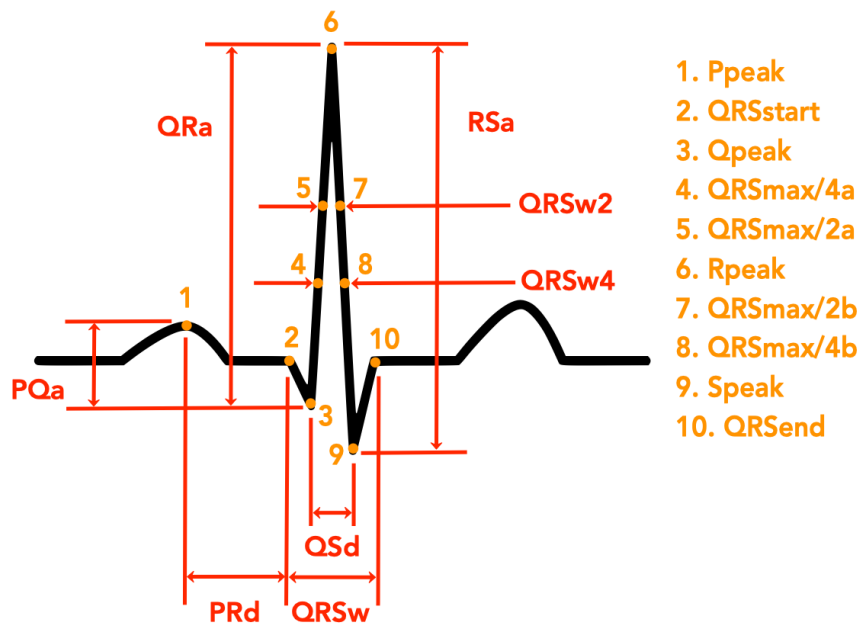 6
QRa
RSa
5
7
QRSw2
4
8
QRSw4
1
2
10
PQa
3
9
QSd
PRd
QRSw
1. Ppeak
2. QRSstart
3. Qpeak
4. QRSmax/4a
5. QRSmax/2a
6. Rpeak
7. QRSmax/2b
8. QRSmax/4b
9. Speak
10. QRSend